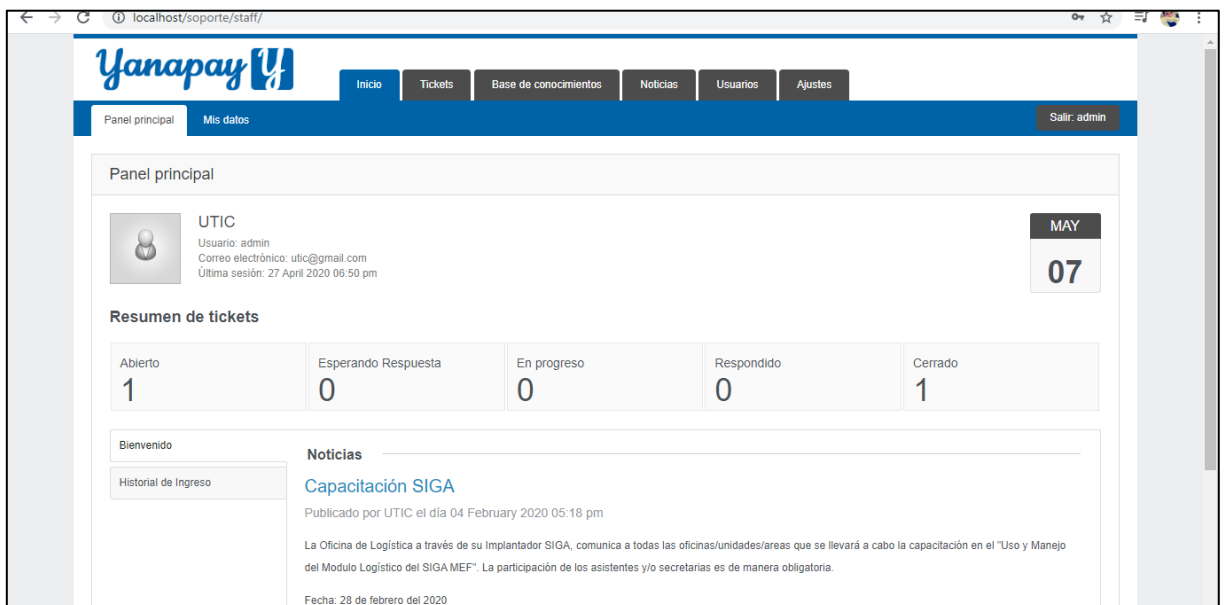 localhost/soporte/staff/
Yanapay Y
Inicio Tickets Base de conocimientos Noticias Usuarios Ajustes
Panel principal Mis datos Salir: admin
Panel principal
UTIC
Usuario: admin
Correo electrónico: utic@gmail.com
Última sesión: 27 April 2020 06:50 pm
MAY
07
Resumen de tickets
Abierto Esperando Respuesta En progreso Respondido Cerrado
1 0 0 0 1
Bienvenido
Historial de Ingreso
Noticias
Capacitación SIGA
Publicado por UTIC el día 04 February 2020 05:18 pm
La Oficina de Logística a través de su Implantador SIGA, comunica a todas las oficinas/unidades/areas que se llevará a cabo la capacitación en el "Uso y Manejo
del Modulo Logístico del SIGA MEF". La participación de los asistentes y/o secretarias es de manera obligatoria.
Fecha: 28 de febrero del 2020